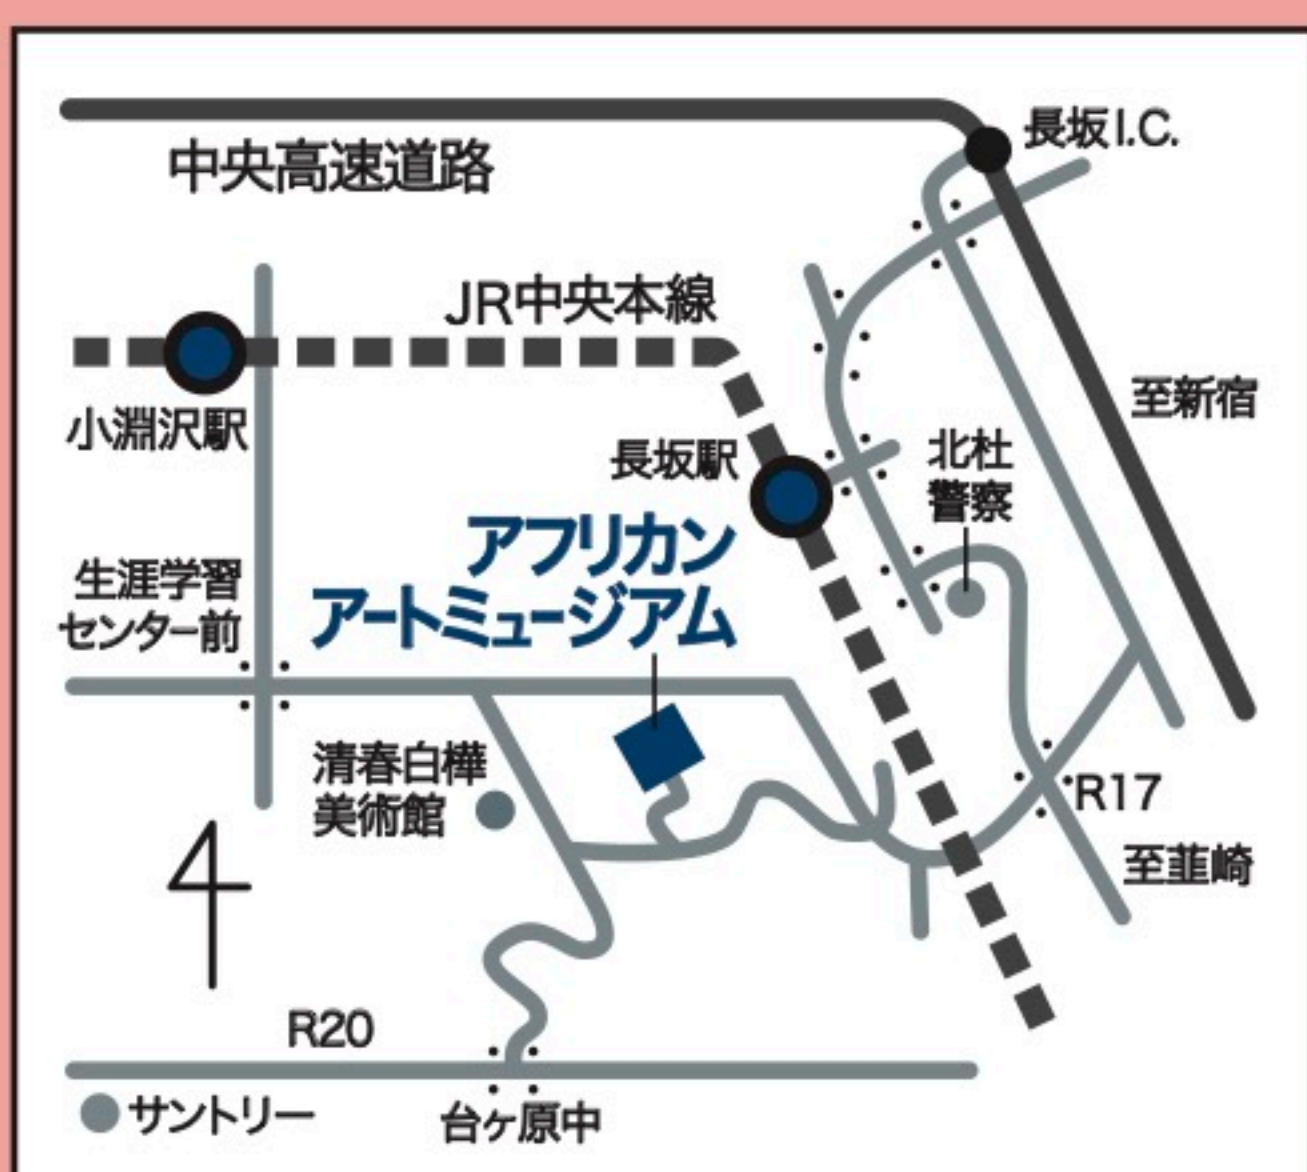 長坂I.C.
中央高速道路
JR中央本線
至新宿
小淵沢駅
長坂駅
北杜
警察
アフリカン
アートミュージアム
生涯学習
センター前
清春白樺
美術館
R17
至韮崎
R20
サントリー
台ヶ原中